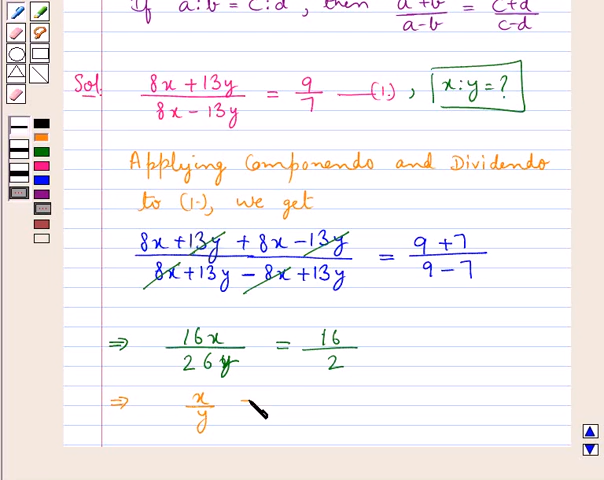 If a:b = c:d, then a+b/a-b = c+d/c-d
Sol. 8x + 13y / 8x - 13y = 9/7 —(1.), x:y = ?
Applying Componendo and Dividendo
to (1.), we get
8x + 13y + 8x - 13y / 8x + 13y - 8x + 13y = 9 + 7 / 9 - 7
⇒ 16x / 26y = 16 / 2
⇒ x / y -